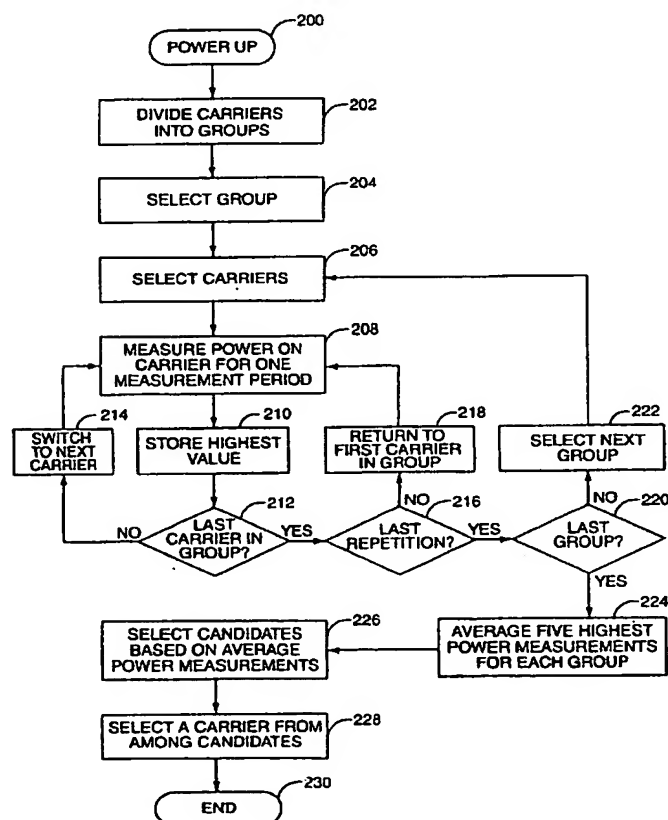 200
POWER UP
202
DIVIDE CARRIERS
INTO GROUPS
204
SELECT GROUP
206
SELECT CARRIERS
208
MEASURE POWER ON
CARRIER FOR ONE
MEASUREMENT PERIOD
214
SWITCH
TO NEXT
CARRIER
210
STORE HIGHEST
VALUE
218
RETURN TO
FIRST CARRIER
IN GROUP
222
SELECT NEXT
GROUP
NO
212
LAST
CARRIER IN
GROUP?
YES
NO
216
LAST
REPETITION?
YES
NO
220
LAST
GROUP?
YES
224
AVERAGE FIVE HIGHEST
POWER MEASUREMENTS
FOR EACH GROUP
226
SELECT CANDIDATES
BASED ON AVERAGE
POWER MEASUREMENTS
228
SELECT A CARRIER FROM
AMONG CANDIDATES
230
END